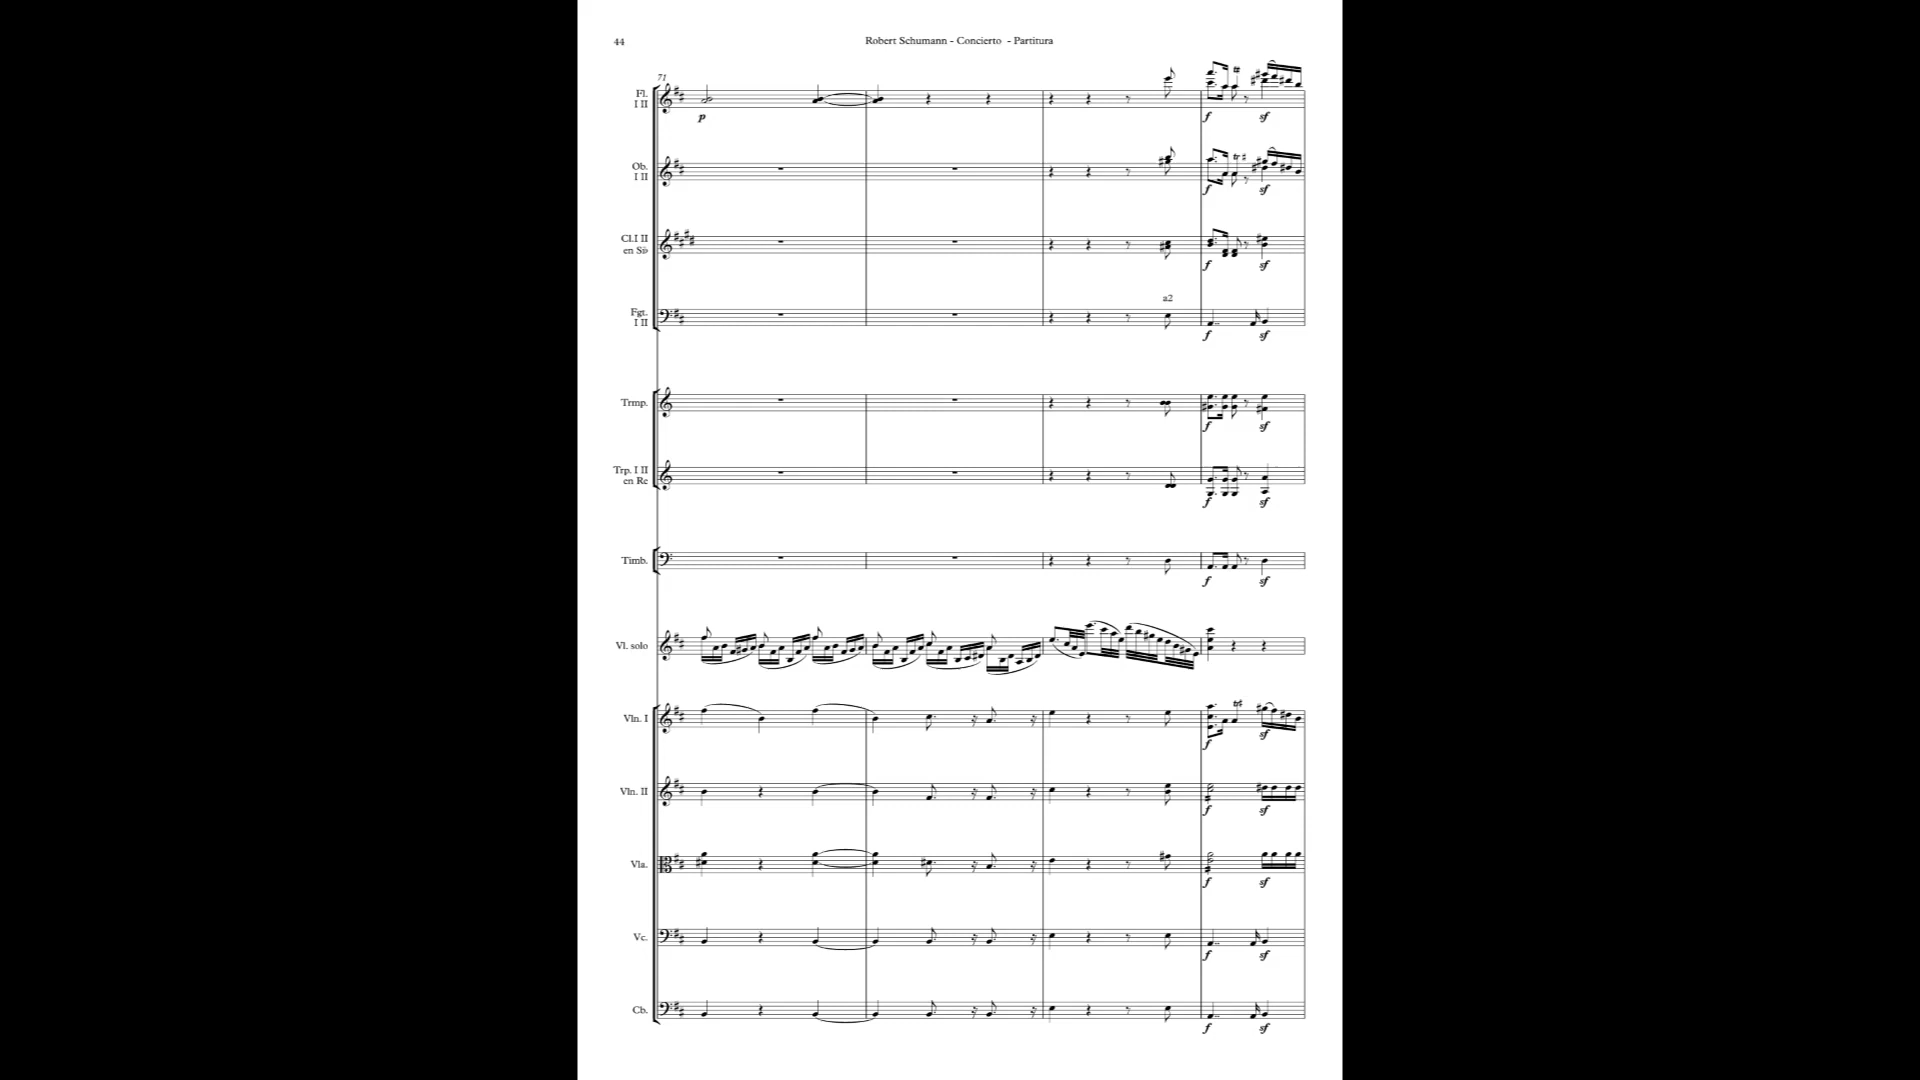 44
Robert Schumann - Concierto - Partitura
71
Fl.
I II
p
f
sf
Ob.
I II
f
sf
Cl.I II
en Si♭
f
sf
a2
Fgt.
I II
f
sf
Trmp.
f
sf
Trp. I II
en Re
f
sf
Timb.
f
sf
Vl. solo
Vln. I
f
sf
Vln. II
f
sf
Vla.
f
sf
Vc.
f
sf
Cb.
f
sf